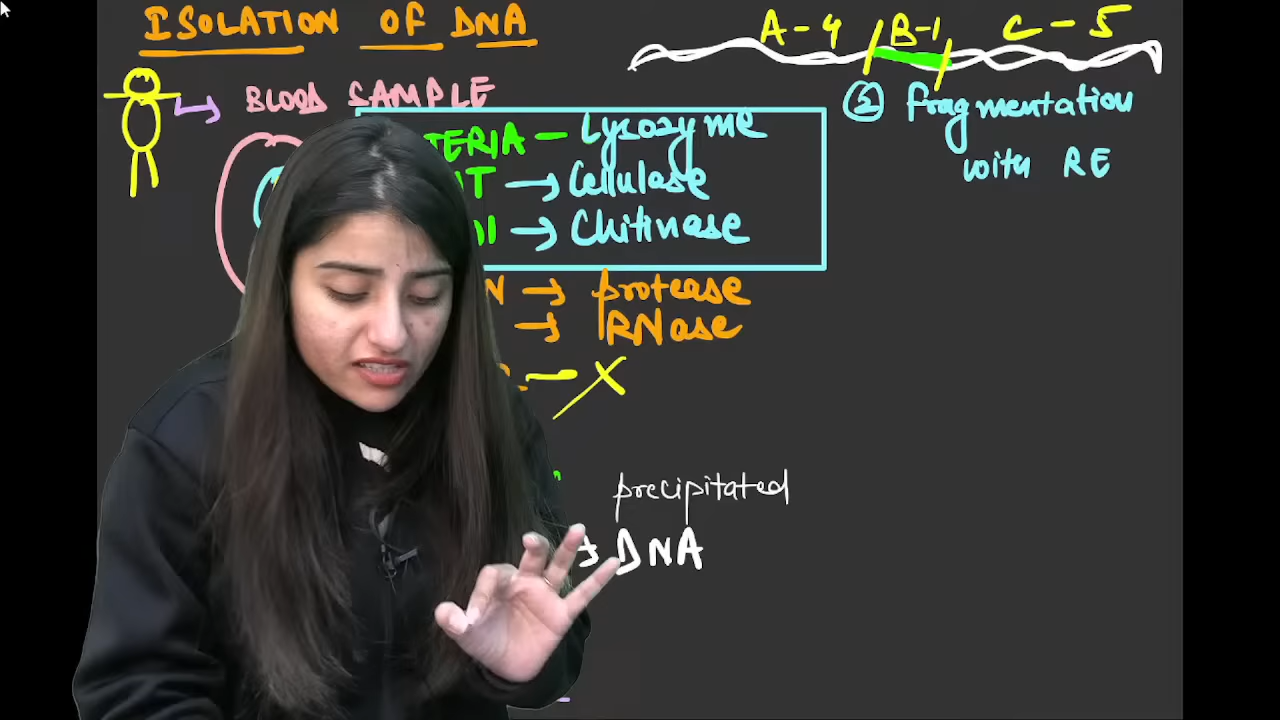 ISOLATION OF DNA
A-4 B-1 C-5
BLOOD SAMPLE
② fragmentation
with RE
TERIA - Lysozyme
→ Cellulase
→ Chitinase
N → protease
→ RNase
- X
precipitated
→ DNA